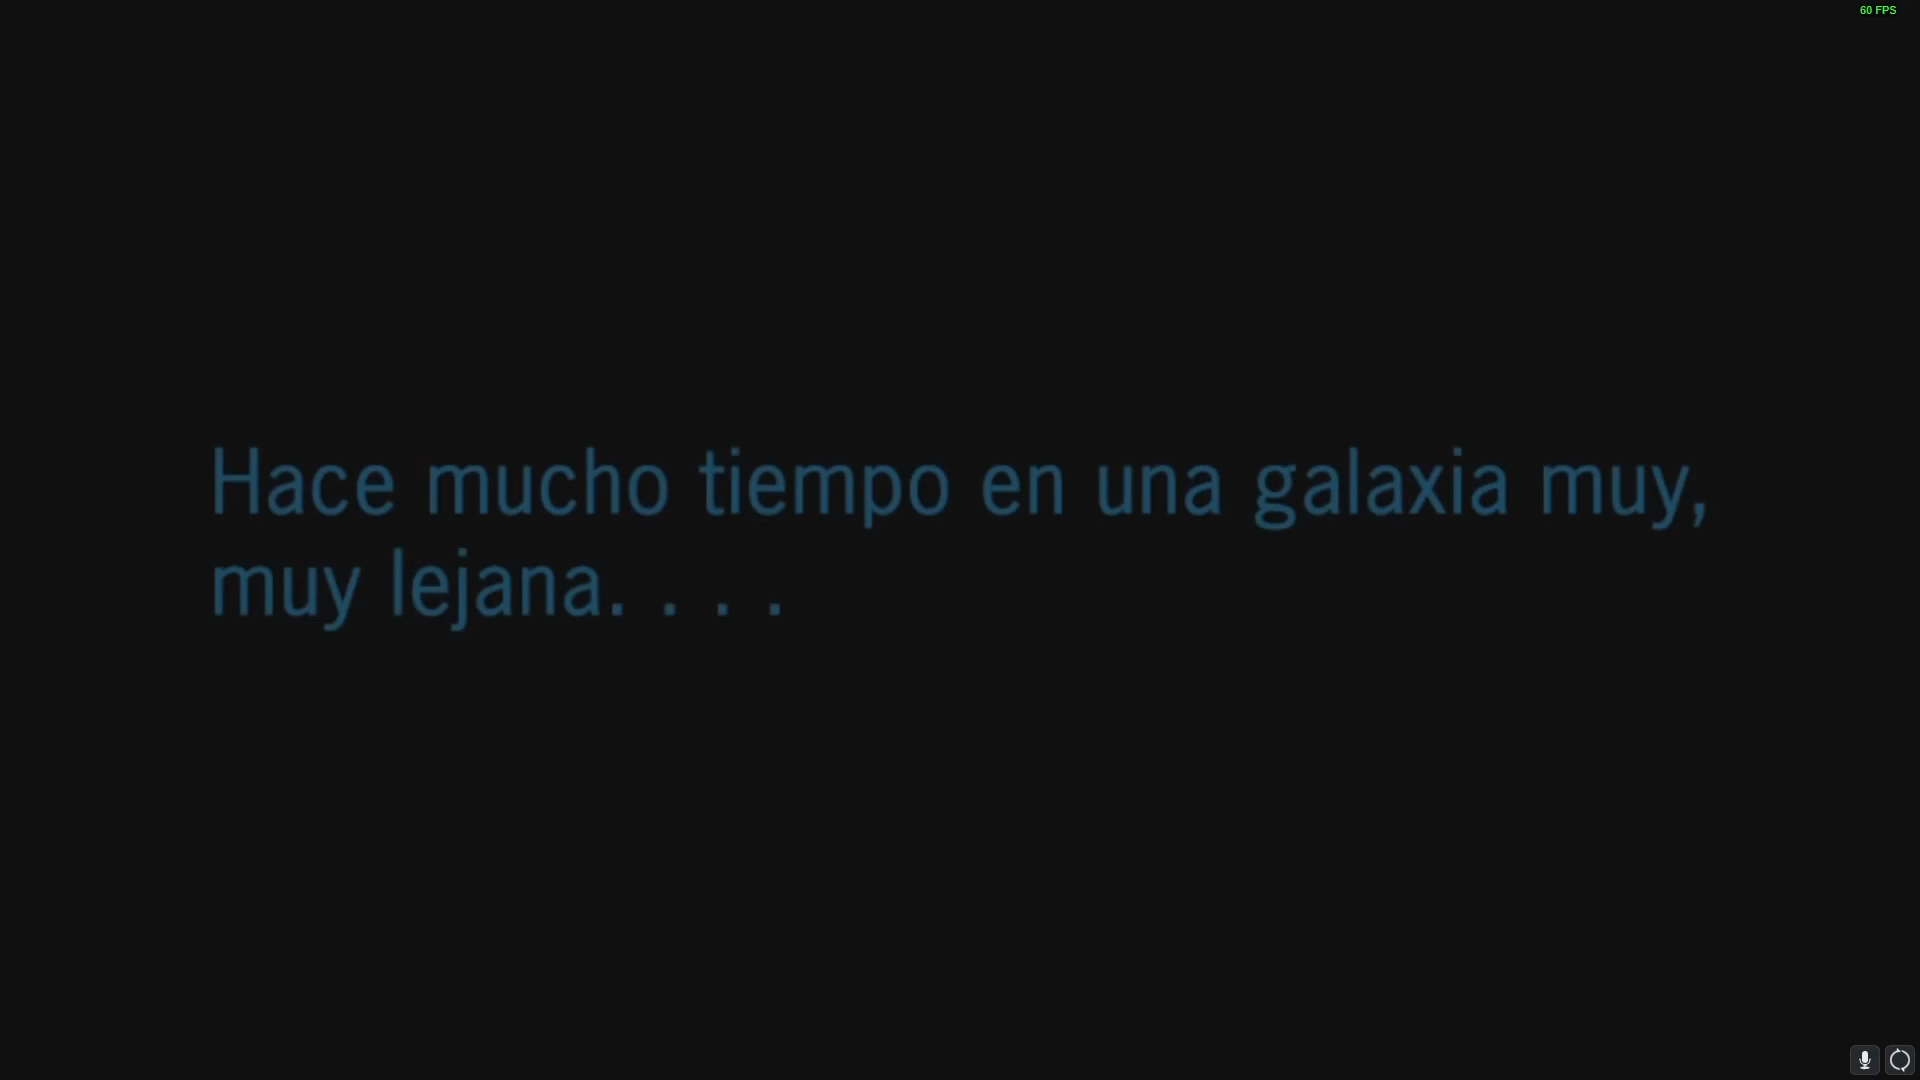 60 FPS
Hace mucho tiempo en una galaxia muy,
muy lejana. . . .